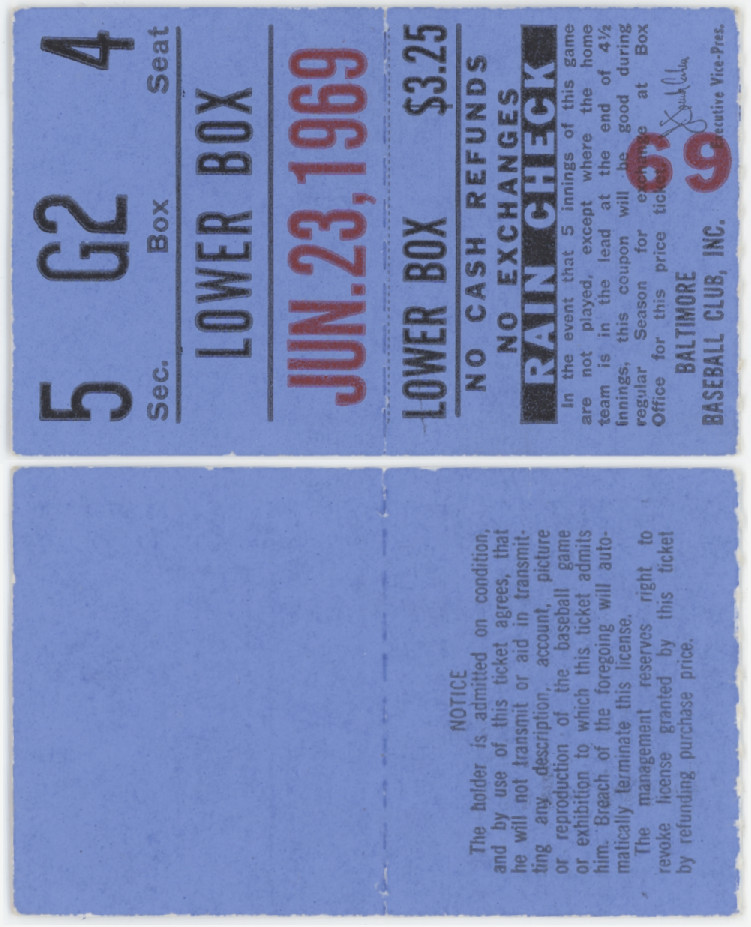 5 G2 4
Sec. Box Seat
LOWER BOX
JUN.23,1969
LOWER BOX $3.25
NO CASH REFUNDS
NO EXCHANGES
RAIN CHECK
In the event that 5 innings of this game
are not played, except where the home
team is in the lead at the end of 4½
innings, this coupon will be good during
regular Season for exchange at Box
Office for this price ticket.
69
Executive Vice-Pres.
BALTIMORE
BASEBALL CLUB, INC.
NOTICE
The holder is admitted on condition,
and by use of this ticket agrees, that
he will not transmit or aid in transmit-
ting any description, account, picture
or reproduction of the baseball game
or exhibition to which this ticket admits
him. Breach of the foregoing will auto-
matically terminate this license.
The management reserves right to
revoke license granted by this ticket
by refunding purchase price.